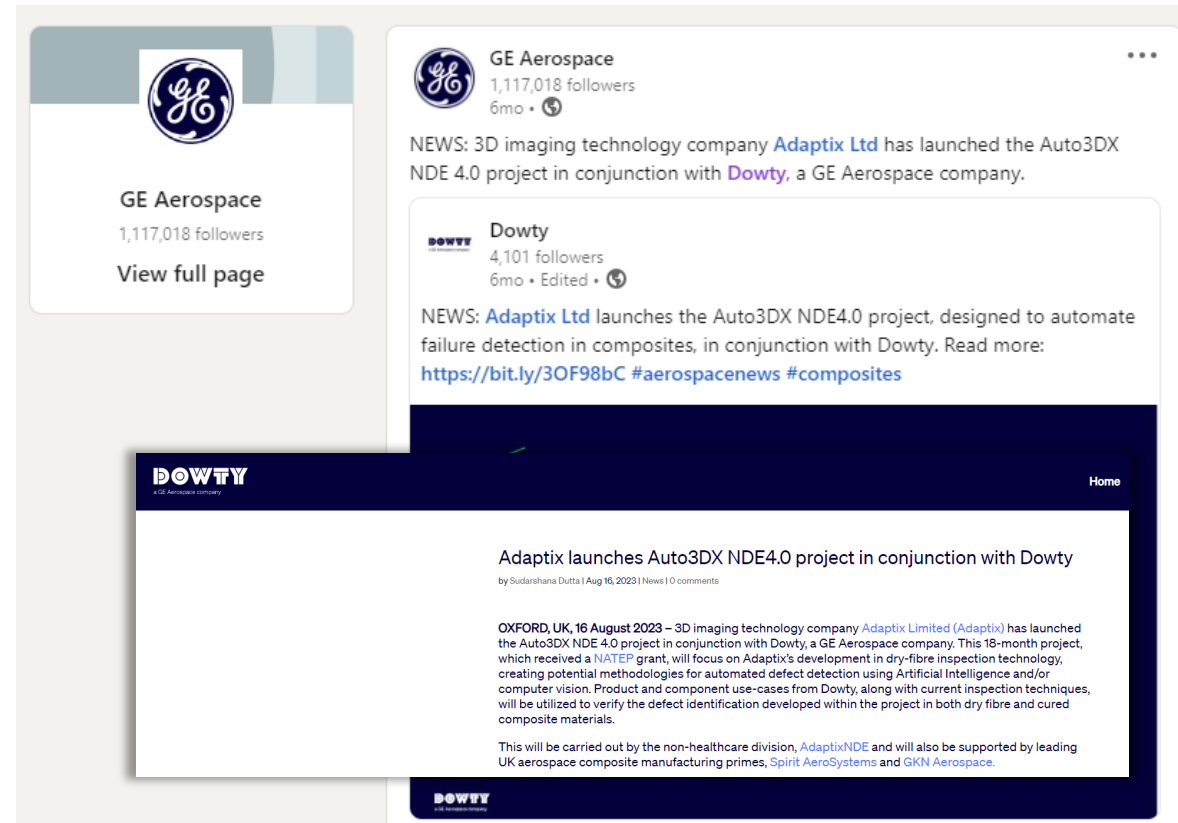 GE Aerospace
1,117,018 followers
View full page
GE Aerospace
1,117,018 followers
6mo •
NEWS: 3D imaging technology company Adaptix Ltd has launched the Auto3DX
NDE 4.0 project in conjunction with Dowty, a GE Aerospace company.
DOWTY
Dowty
4,101 followers
6mo • Edited •
NEWS: Adaptix Ltd launches the Auto3DX NDE4.0 project, designed to automate
failure detection in composites, in conjunction with Dowty. Read more:
https://bit.ly/3OF98bC #aerospacenews #composites
DOWTY
a GE Aerospace company
Home
Adaptix launches Auto3DX NDE4.0 project in conjunction with Dowty
by Sudarshana Dutta | Aug 16, 2023 | News | 0 comments
OXFORD, UK, 16 August 2023 – 3D imaging technology company Adaptix Limited (Adaptix) has launched
the Auto3DX NDE 4.0 project in conjunction with Dowty, a GE Aerospace company. This 18-month project,
which received a NATEP grant, will focus on Adaptix's development in dry-fibre inspection technology,
creating potential methodologies for automated defect detection using Artificial Intelligence and/or
computer vision. Product and component use-cases from Dowty, along with current inspection techniques,
will be utilized to verify the defect identification developed within the project in both dry fibre and cured
composite materials.
This will be carried out by the non-healthcare division, AdaptixNDE and will also be supported by leading
UK aerospace composite manufacturing primes, Spirit AeroSystems and GKN Aerospace.
DOWTY
a GE Aerospace company